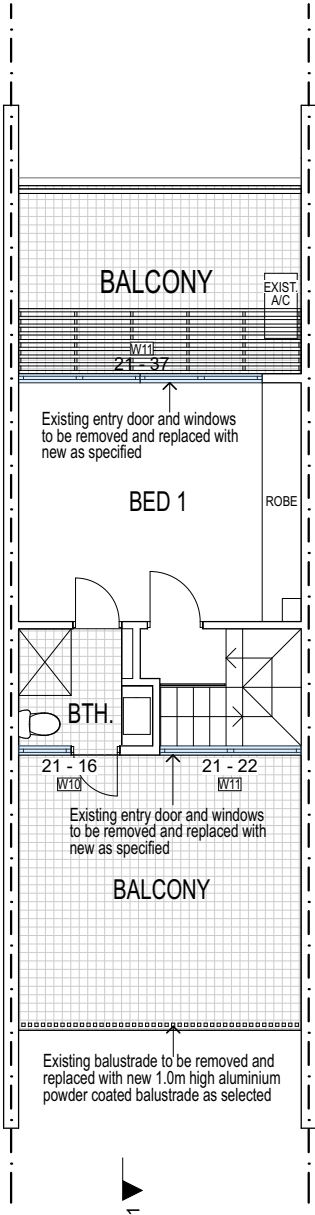 BALCONY
EXIST.
A/C
W11
21 - 37
Existing entry door and windows
to be removed and replaced with
new as specified
BED 1
ROBE
BTH.
21 - 16
W10
21 - 22
W11
Existing entry door and windows
to be removed and replaced with
new as specified
BALCONY
Existing balustrade to be removed and
replaced with new 1.0m high aluminium
powder coated balustrade as selected